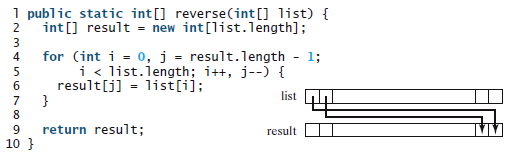 1 public static int[] reverse(int[] list) {
2   int[] result = new int[list.length];
3
4   for (int i = 0, j = result.length - 1;
5        i < list.length; i++, j--) {
6     result[j] = list[i];
7   }
8
9   return result;
10 }
list
result